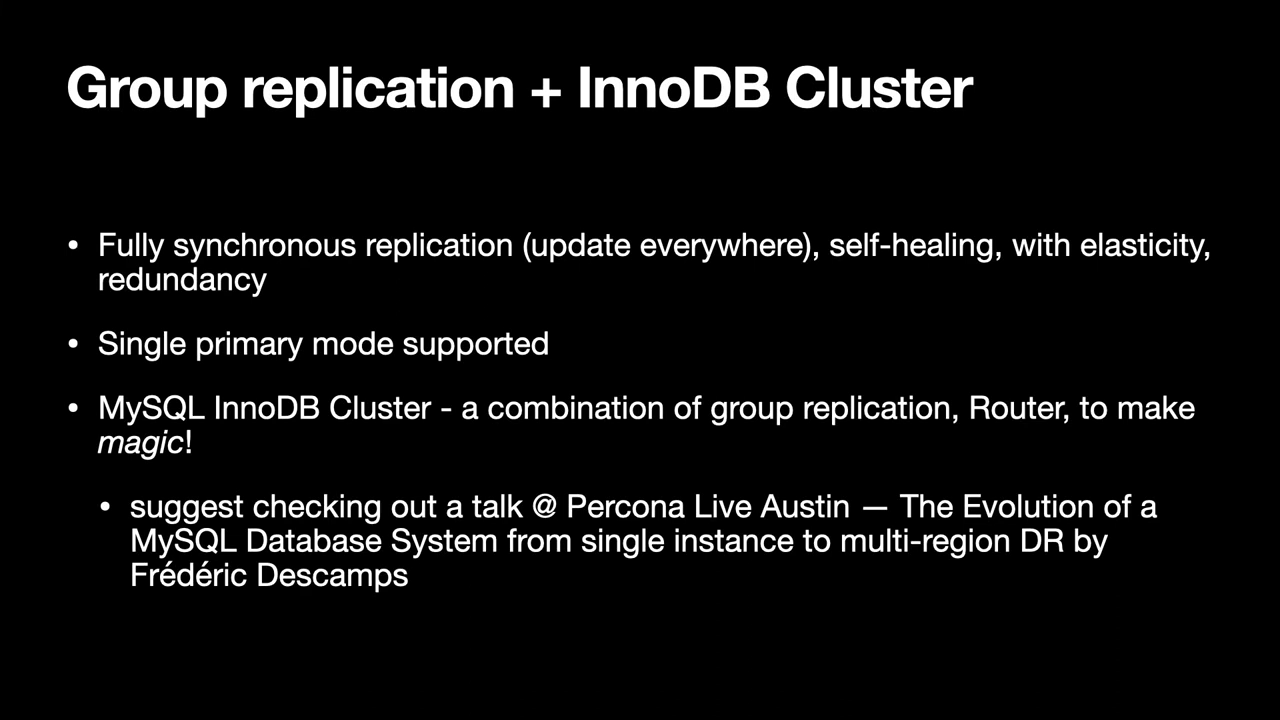 Group replication + InnoDB Cluster
• Fully synchronous replication (update everywhere), self-healing, with elasticity,
redundancy
• Single primary mode supported
• MySQL InnoDB Cluster - a combination of group replication, Router, to make
magic!
• suggest checking out a talk @ Percona Live Austin — The Evolution of a
MySQL Database System from single instance to multi-region DR by
Frédéric Descamps